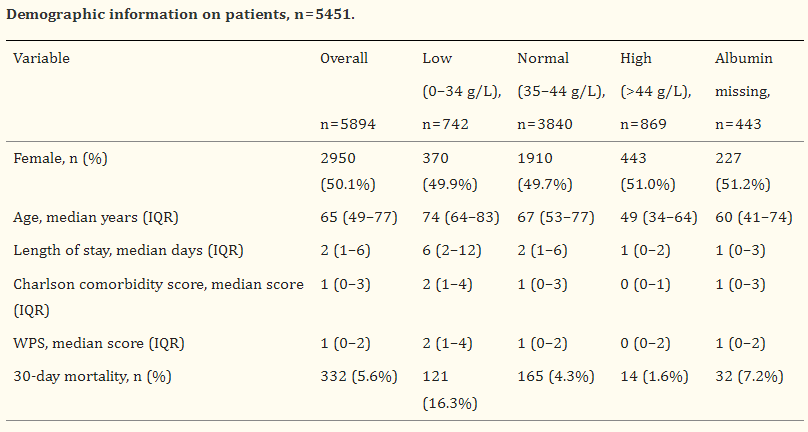 Demographic information on patients, n=5451.
Variable Overall Low Normal High Albumin
(0–34 g/L), (35–44 g/L), (>44 g/L), missing,
n=5894 n=742 n=3840 n=869 n=443
Female, n (%) 2950 370 1910 443 227
(50.1%) (49.9%) (49.7%) (51.0%) (51.2%)
Age, median years (IQR) 65 (49–77) 74 (64–83) 67 (53–77) 49 (34–64) 60 (41–74)
Length of stay, median days (IQR) 2 (1–6) 6 (2–12) 2 (1–6) 1 (0–2) 1 (0–3)
Charlson comorbidity score, median score 1 (0–3) 2 (1–4) 1 (0–3) 0 (0–1) 1 (0–3)
(IQR)
WPS, median score (IQR) 1 (0–2) 2 (1–4) 1 (0–2) 0 (0–2) 1 (0–2)
30-day mortality, n (%) 332 (5.6%) 121 165 (4.3%) 14 (1.6%) 32 (7.2%)
(16.3%)